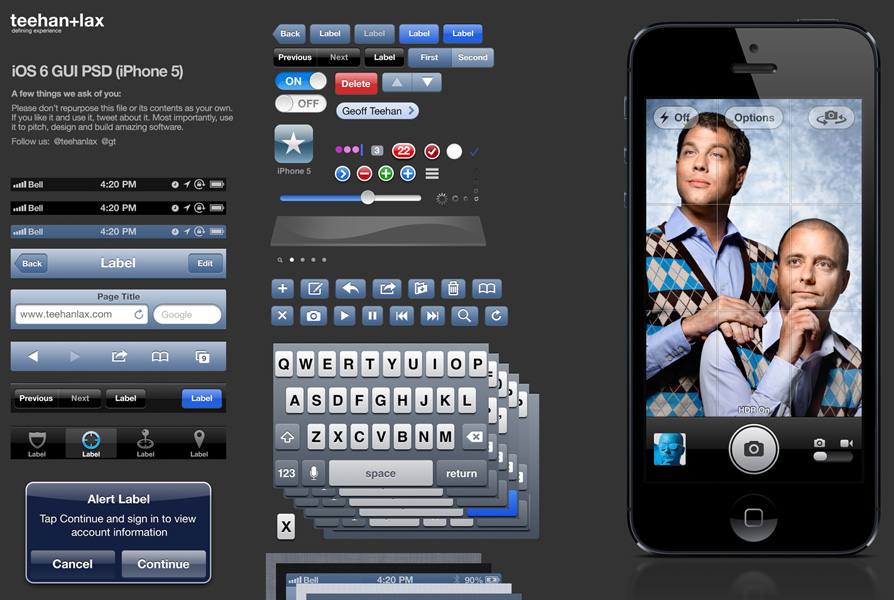 teehan+lax
defining experience
iOS 6 GUI PSD (iPhone 5)
A few things we ask of you:
Please don't repurpose this file or its contents as your own.
If you like it and use it, tweet about it. Most importantly, use
it to pitch, design and build amazing software.
Follow us: @teehanlax @gt
Bell 4:20 PM
Bell 4:20 PM
Bell 4:20 PM
Back Label Edit
Page Title
www.teehanlax.com Google
9
Previous Next Label Label
Label Label Label Label
Alert Label
Tap Continue and sign in to view
account information
Cancel Continue
Back Label Label Label Label
Previous Next Label First Second
ON Delete
OFF Geoff Teehan
iPhone 5
3 22
Q W E R T Y U I O P
A S D F G H J K L
Z X C V B N M
123 space return
X
Bell 4:20 PM 90%
Off Options
HDR On